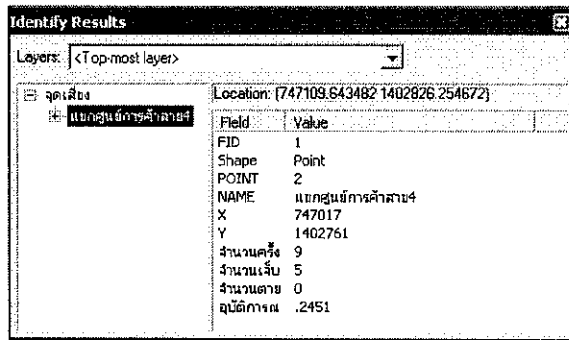 Identify Results
Layers: <Top-most layer>
จุดเสี่ยง
แยกศูนย์การค้าสาย4
Location: (747109.643482 1402826.254672)
Field Value
FID 1
Shape Point
POINT 2
NAME แยกศูนย์การค้าสาย4
X 747017
Y 1402761
จำนวนครั้ง 9
จำนวนเจ็บ 5
จำนวนตาย 0
อุบัติการณ .2451